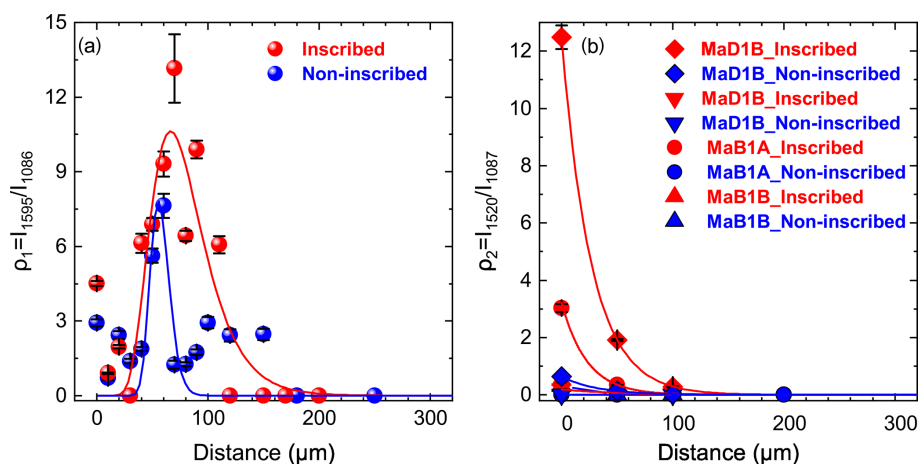 (a)
Inscribed
Non-inscribed
15
12
9
6
3
0
ρ₁=I₁₅₉₅/I₁₀₈₆
0 100 200 300
Distance (µm)
(b)
MaD1B_Inscribed
MaD1B_Non-inscribed
MaD1B_Inscribed
MaD1B_Non-inscribed
MaB1A_Inscribed
MaB1A_Non-inscribed
MaB1B_Inscribed
MaB1B_Non-inscribed
12
10
8
6
4
2
0
ρ₂=I₁₅₂₀/I₁₀₈₇
0 100 200 300
Distance (µm)